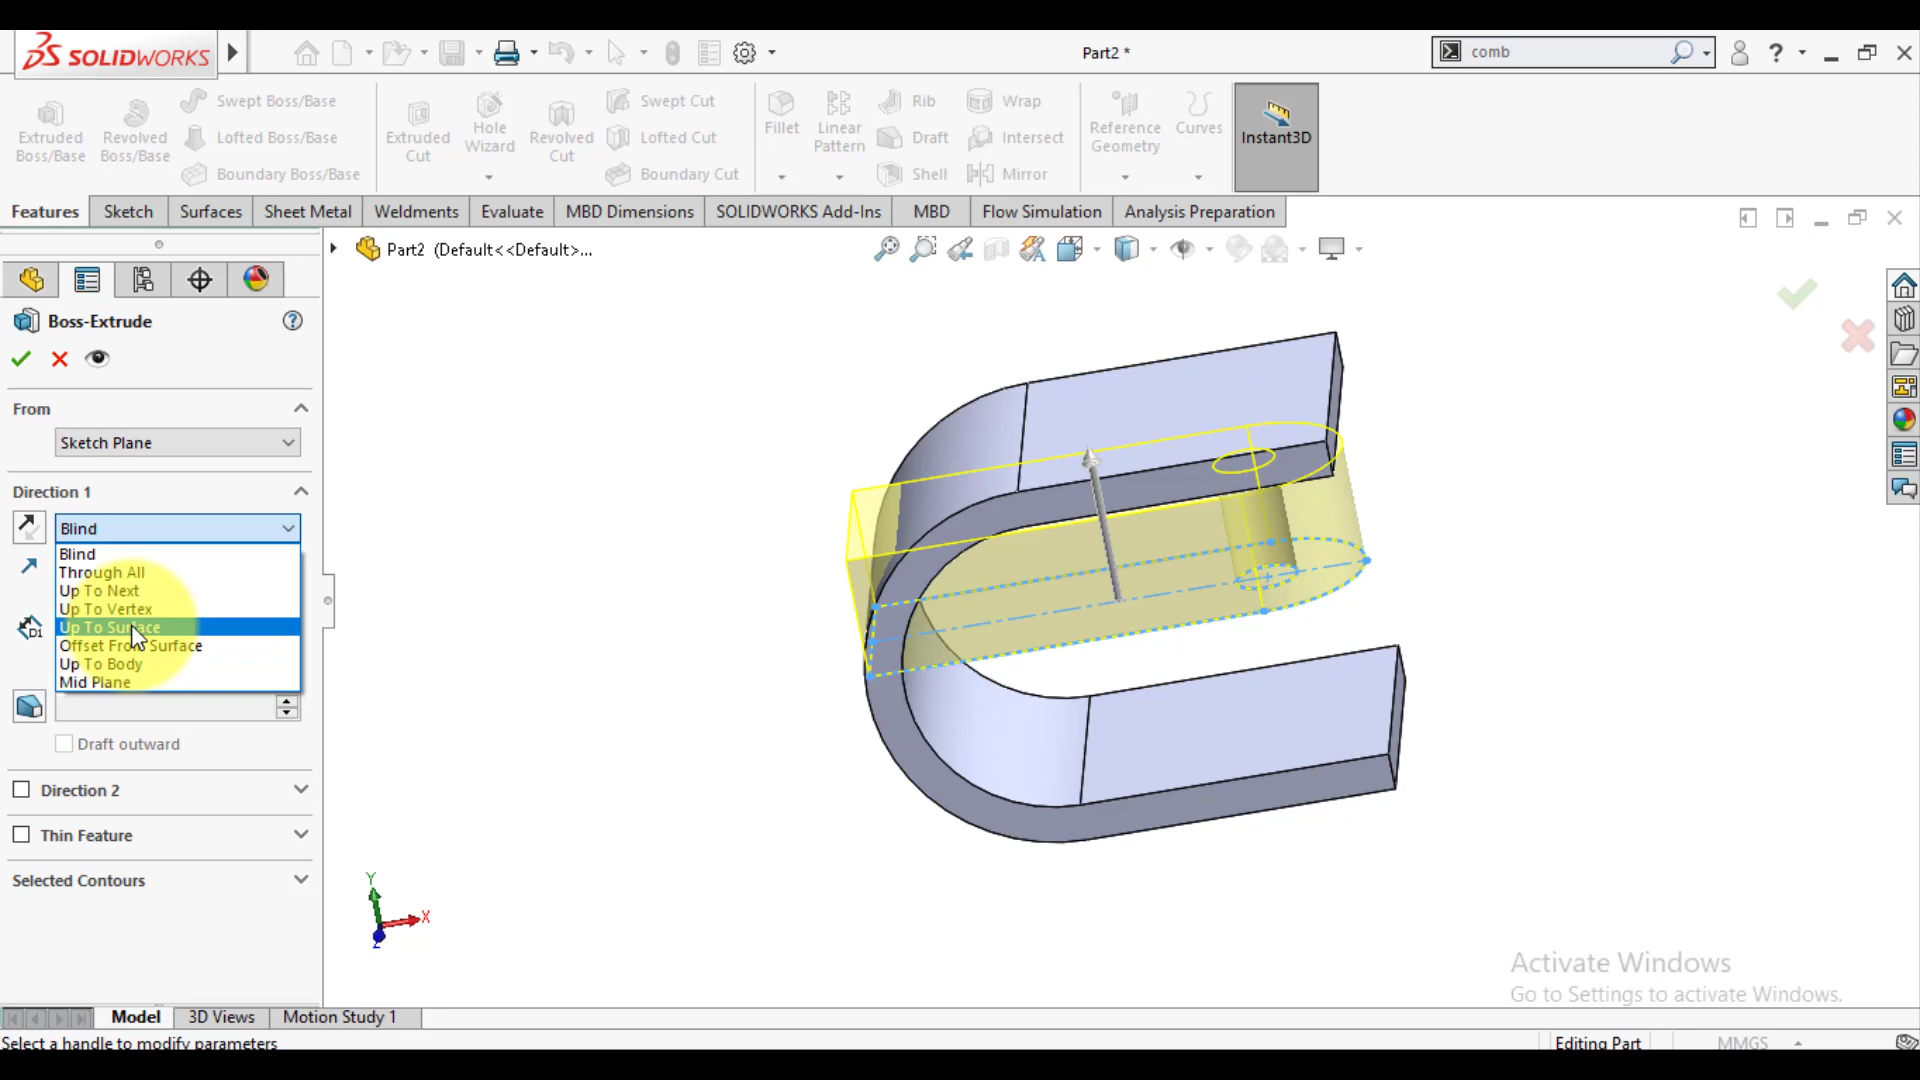 SOLIDWORKS
Part2 *
comb
Extruded Boss/Base
Revolved Boss/Base
Swept Boss/Base
Lofted Boss/Base
Boundary Boss/Base
Extruded Cut
Hole Wizard
Revolved Cut
Swept Cut
Lofted Cut
Boundary Cut
Fillet
Linear Pattern
Rib
Draft
Shell
Wrap
Intersect
Mirror
Reference Geometry
Curves
Instant3D
Features
Sketch
Surfaces
Sheet Metal
Weldments
Evaluate
MBD Dimensions
SOLIDWORKS Add-Ins
MBD
Flow Simulation
Analysis Preparation
Part2 (Default<<Default>...
Boss-Extrude
From
Sketch Plane
Direction 1
Blind
Blind
Through All
Up To Next
Up To Vertex
Up To Surface
Offset From Surface
Up To Body
Mid Plane
D1
Draft outward
Direction 2
Thin Feature
Selected Contours
Y
X
Z
Activate Windows
Go to Settings to activate Windows.
Model
3D Views
Motion Study 1
Select a handle to modify parameters
Editing Part
MMGS